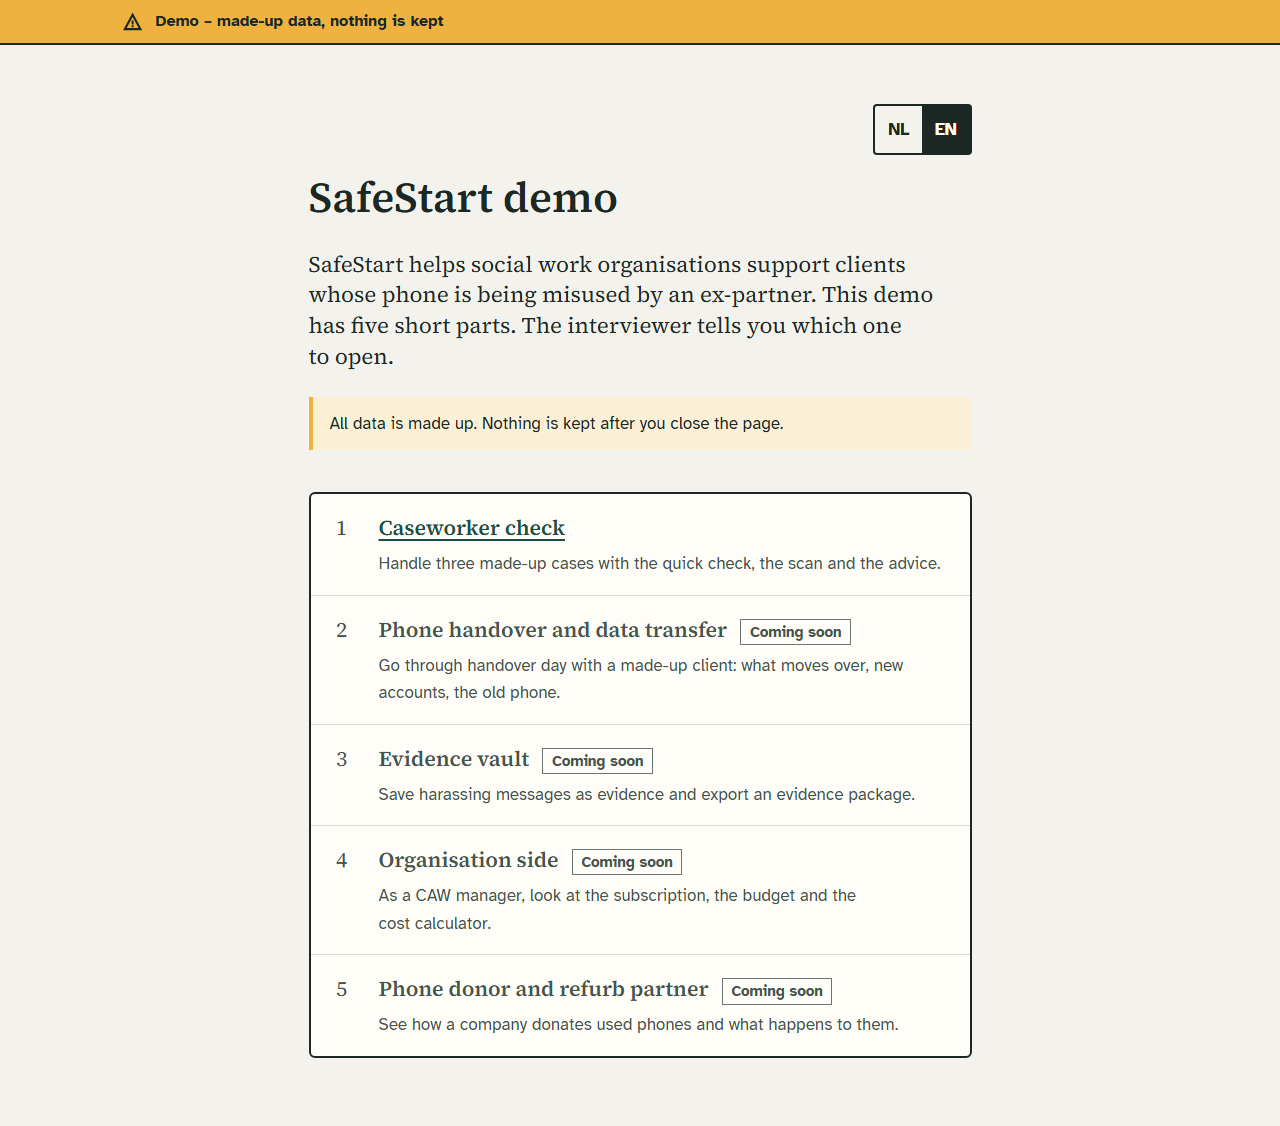 Demo – made-up data, nothing is kept
NL EN
SafeStart demo
SafeStart helps social work organisations support clients
whose phone is being misused by an ex-partner. This demo
has five short parts. The interviewer tells you which one
to open.
All data is made up. Nothing is kept after you close the page.
1 Caseworker check
Handle three made-up cases with the quick check, the scan and the advice.
2 Phone handover and data transfer Coming soon
Go through handover day with a made-up client: what moves over, new
accounts, the old phone.
3 Evidence vault Coming soon
Save harassing messages as evidence and export an evidence package.
4 Organisation side Coming soon
As a CAW manager, look at the subscription, the budget and the
cost calculator.
5 Phone donor and refurb partner Coming soon
See how a company donates used phones and what happens to them.